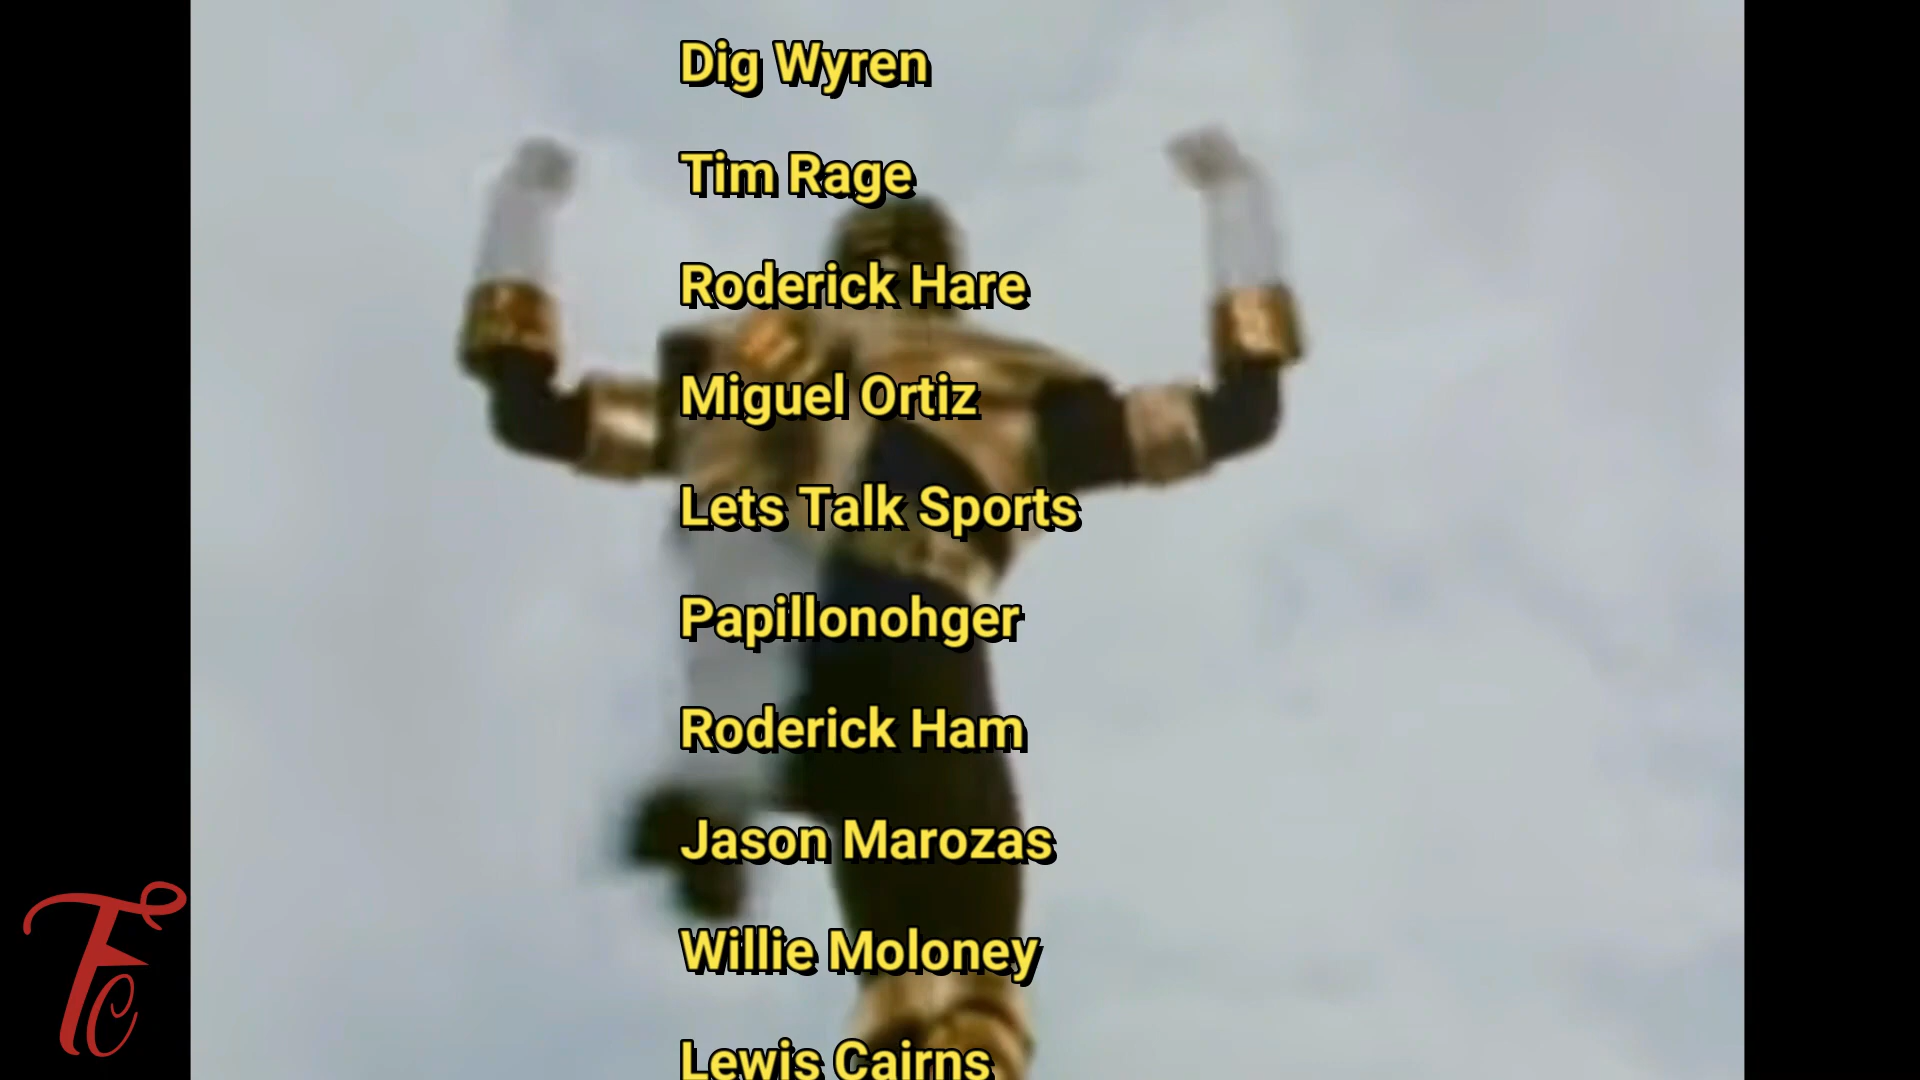 Dig Wyren
Tim Rage
Roderick Hare
Miguel Ortiz
Lets Talk Sports
Papillonohger
Roderick Ham
Jason Marozas
Willie Moloney
Lewis Cairns
TC